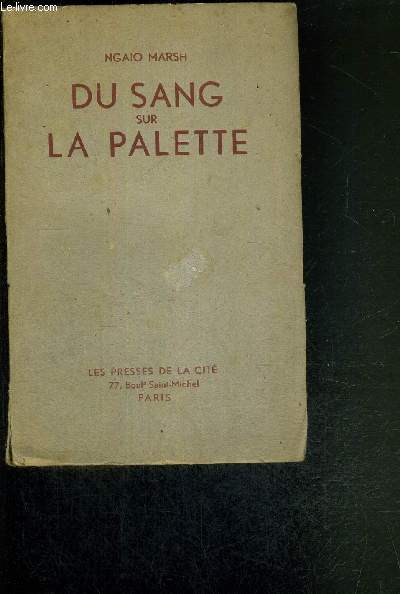 Le-livre.com
NGAIO MARSH
DU SANG
SUR
LA PALETTE
LES PRESSES DE LA CITÉ
77, Boulᵈ Saint-Michel
PARIS